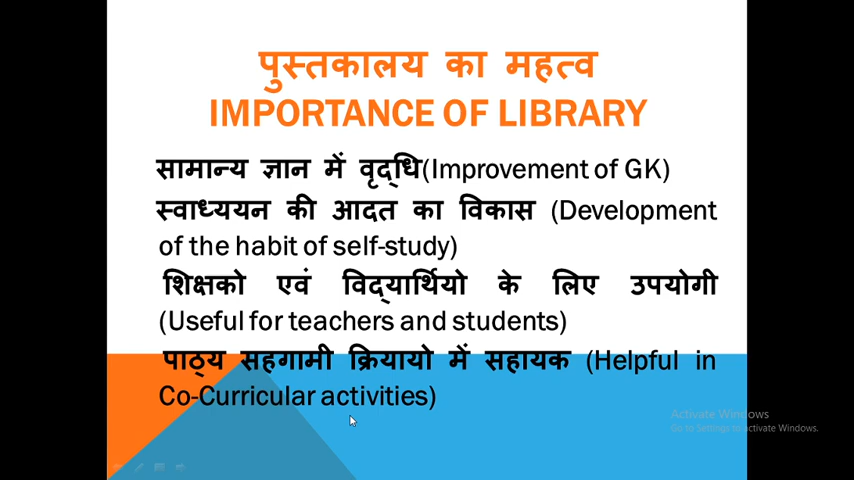 पुस्तकालय का महत्व
IMPORTANCE OF LIBRARY
सामान्य ज्ञान में वृद्धि(Improvement of GK)
स्वाध्ययन की आदत का विकास (Development
of the habit of self-study)
शिक्षको एवं विद्यार्थियो के लिए उपयोगी
(Useful for teachers and students)
पाठ्य सहगामी क्रियायो में सहायक (Helpful in
Co-Curricular activities)
Activate Windows
Go to Settings to activate Windows.